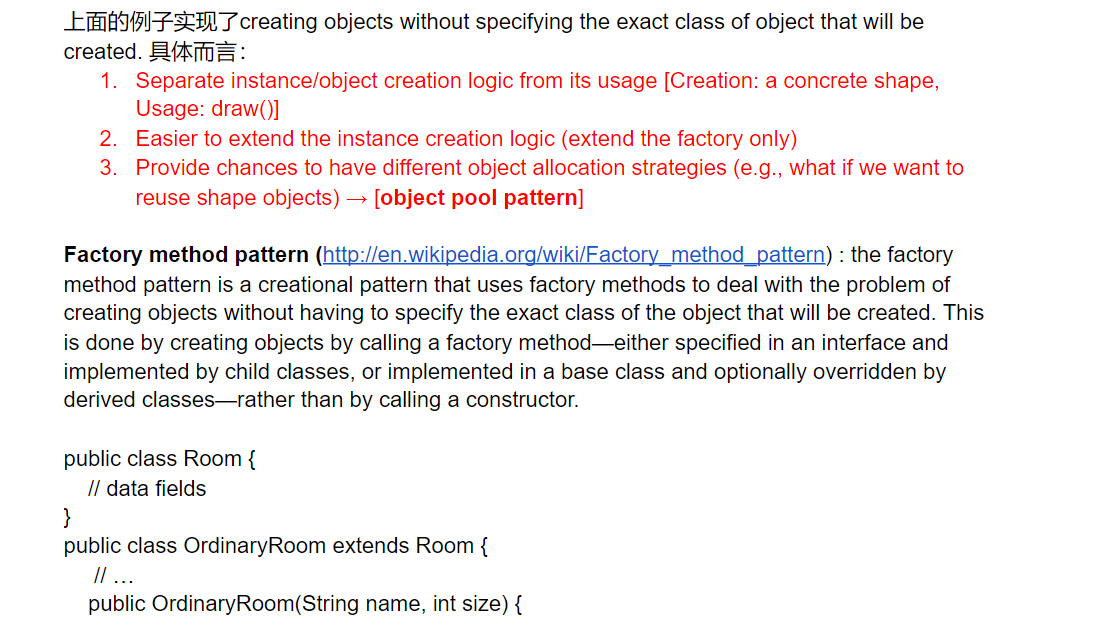 上面的例子实现了creating objects without specifying the exact class of object that will be
created. 具体而言：
1. Separate instance/object creation logic from its usage [Creation: a concrete shape,
Usage: draw()]
2. Easier to extend the instance creation logic (extend the factory only)
3. Provide chances to have different object allocation strategies (e.g., what if we want to
reuse shape objects) → [object pool pattern]
Factory method pattern (http://en.wikipedia.org/wiki/Factory_method_pattern) : the factory
method pattern is a creational pattern that uses factory methods to deal with the problem of
creating objects without having to specify the exact class of the object that will be created. This
is done by creating objects by calling a factory method—either specified in an interface and
implemented by child classes, or implemented in a base class and optionally overridden by
derived classes—rather than by calling a constructor.
public class Room {
// data fields
}
public class OrdinaryRoom extends Room {
// …
public OrdinaryRoom(String name, int size) {